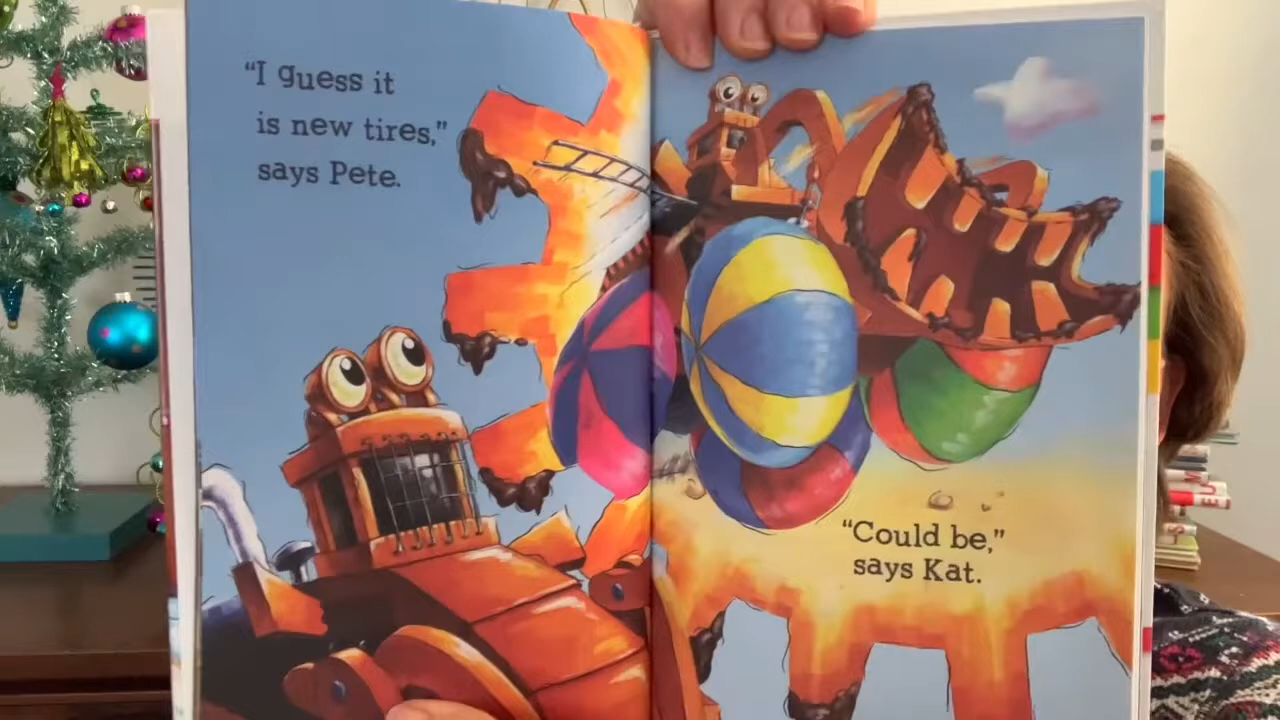 “I guess it
is new tires,”
says Pete.
“Could be,”
says Kat.